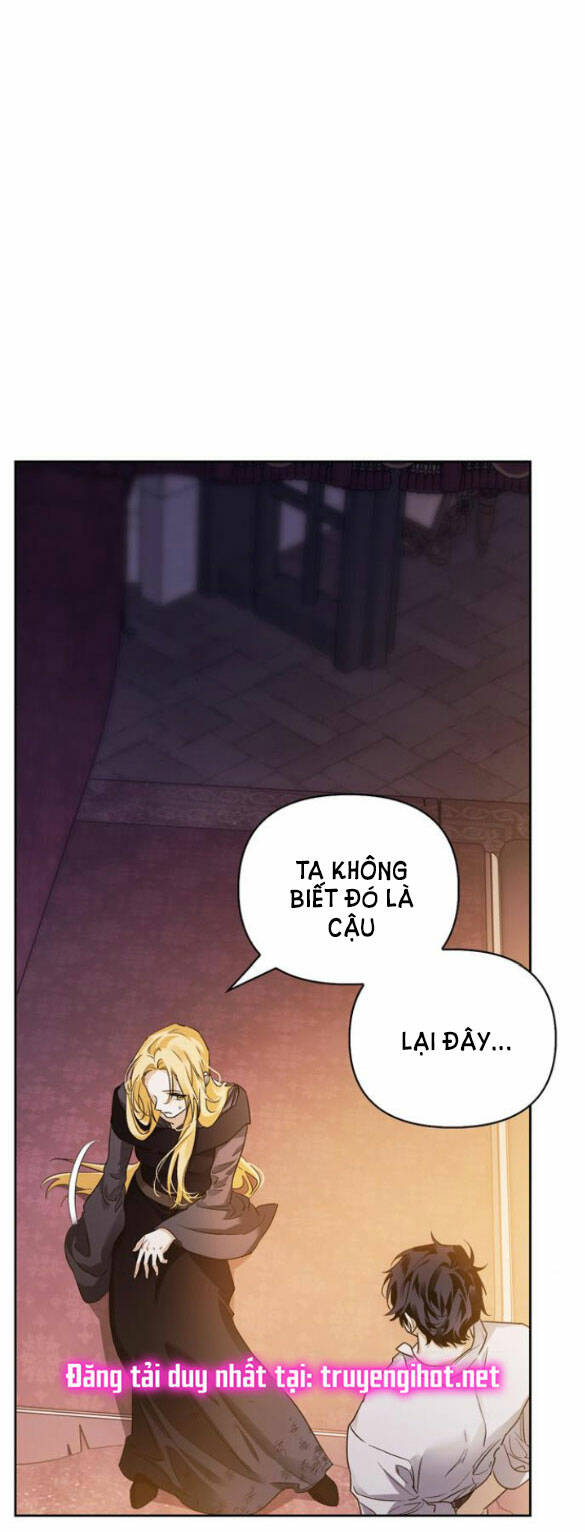 TA KHÔNG
BIẾT ĐÓ LÀ
CẬU
LẠI ĐÂY...
Đăng tải duy nhất tại: truyengihot.net